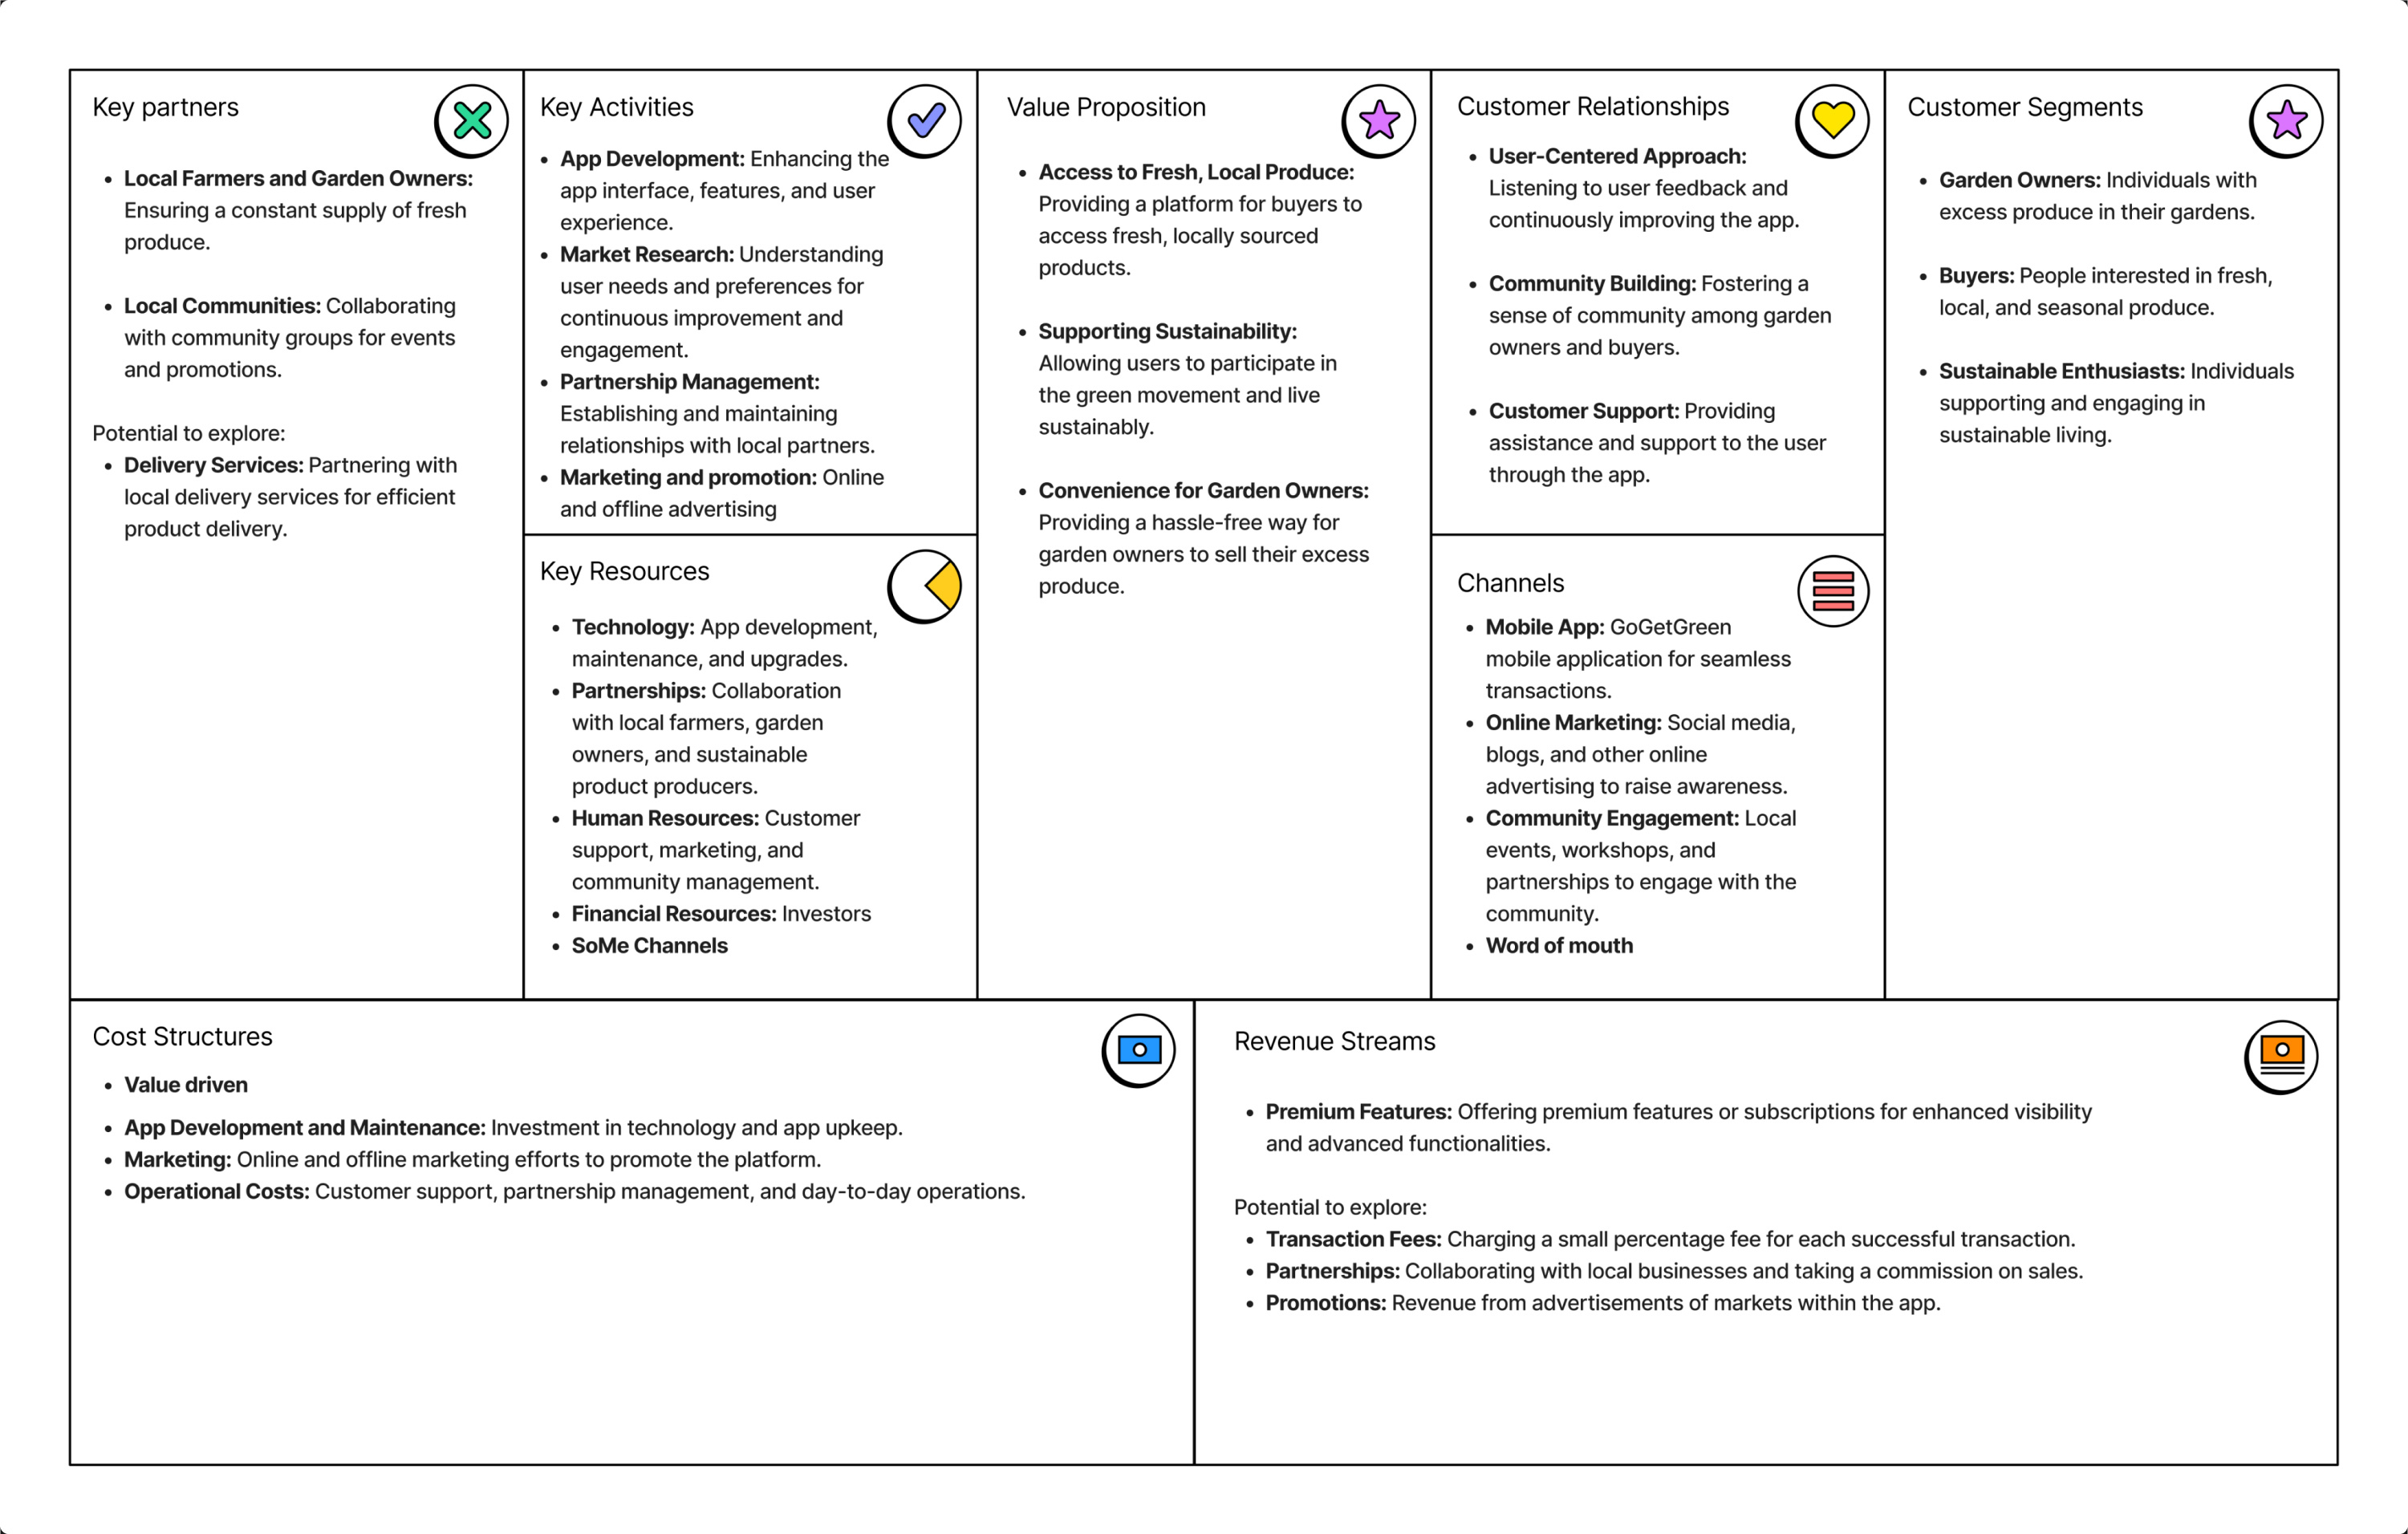 Key partners
Local Farmers and Garden Owners:
Ensuring a constant supply of fresh
produce.
Local Communities: Collaborating
with community groups for events
and promotions.
Potential to explore:
Delivery Services: Partnering with
local delivery services for efficient
product delivery.
Key Activities
App Development: Enhancing the
app interface, features, and user
experience.
Market Research: Understanding
user needs and preferences for
continuous improvement and
engagement.
Partnership Management:
Establishing and maintaining
relationships with local partners.
Marketing and promotion: Online
and offline advertising
Key Resources
Technology: App development,
maintenance, and upgrades.
Partnerships: Collaboration
with local farmers, garden
owners, and sustainable
product producers.
Human Resources: Customer
support, marketing, and
community management.
Financial Resources: Investors
SoMe Channels
Value Proposition
Access to Fresh, Local Produce:
Providing a platform for buyers to
access fresh, locally sourced
products.
Supporting Sustainability:
Allowing users to participate in
the green movement and live
sustainably.
Convenience for Garden Owners:
Providing a hassle-free way for
garden owners to sell their excess
produce.
Customer Relationships
User-Centered Approach:
Listening to user feedback and
continuously improving the app.
Community Building: Fostering a
sense of community among garden
owners and buyers.
Customer Support: Providing
assistance and support to the user
through the app.
Channels
Mobile App: GoGetGreen
mobile application for seamless
transactions.
Online Marketing: Social media,
blogs, and other online
advertising to raise awareness.
Community Engagement: Local
events, workshops, and
partnerships to engage with the
community.
Word of mouth
Customer Segments
Garden Owners: Individuals with
excess produce in their gardens.
Buyers: People interested in fresh,
local, and seasonal produce.
Sustainable Enthusiasts: Individuals
supporting and engaging in
sustainable living.
Cost Structures
Value driven
App Development and Maintenance: Investment in technology and app upkeep.
Marketing: Online and offline marketing efforts to promote the platform.
Operational Costs: Customer support, partnership management, and day-to-day operations.
Revenue Streams
Premium Features: Offering premium features or subscriptions for enhanced visibility
and advanced functionalities.
Potential to explore:
Transaction Fees: Charging a small percentage fee for each successful transaction.
Partnerships: Collaborating with local businesses and taking a commission on sales.
Promotions: Revenue from advertisements of markets within the app.